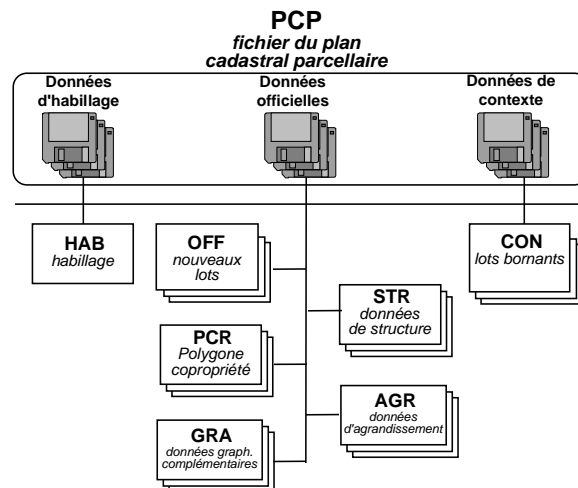 PCP
fichier du plan
cadastral parcellaire
Données
d'habillage
Données
officielles
Données de
contexte
HAB
habillage
OFF
nouveaux
lots
CON
lots bornants
STR
données
de structure
PCR
Polygone
copropriété
AGR
données
d'agrandissement
GRA
données graph.
complémentaires